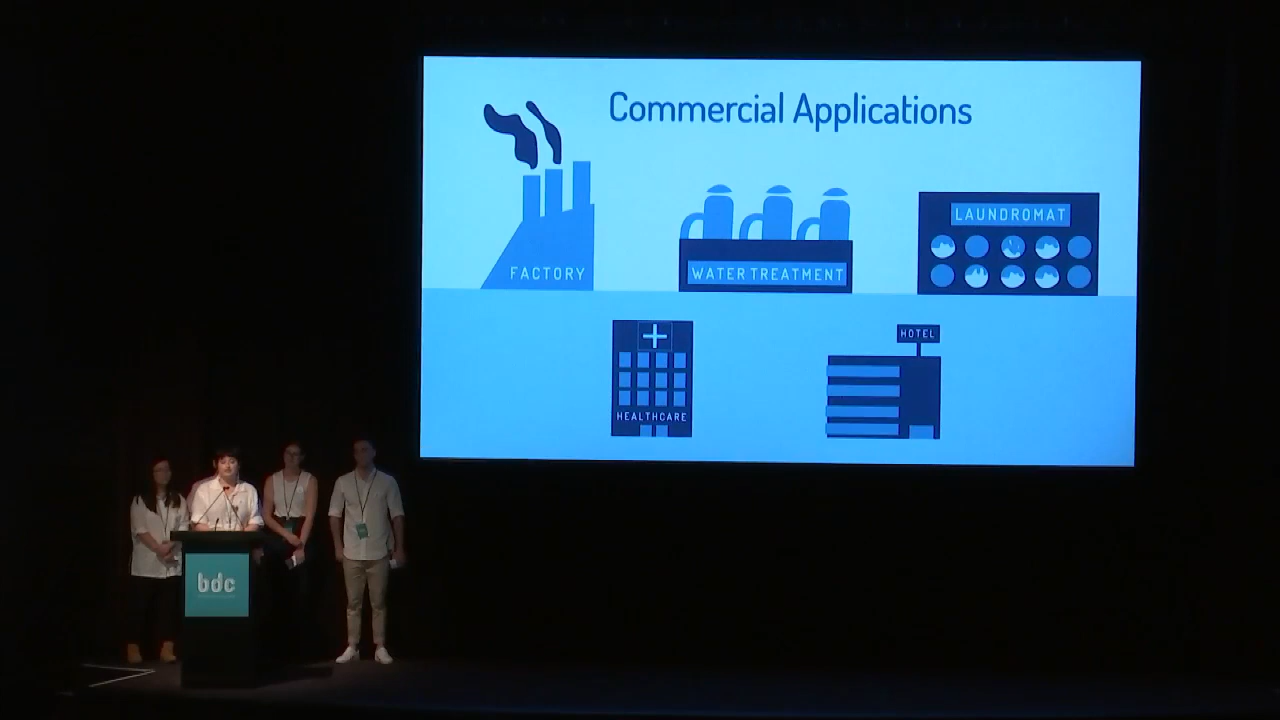 Commercial Applications
LAUNDROMAT
FACTORY
WATER TREATMENT
HOTEL
HEALTHCARE
bdc